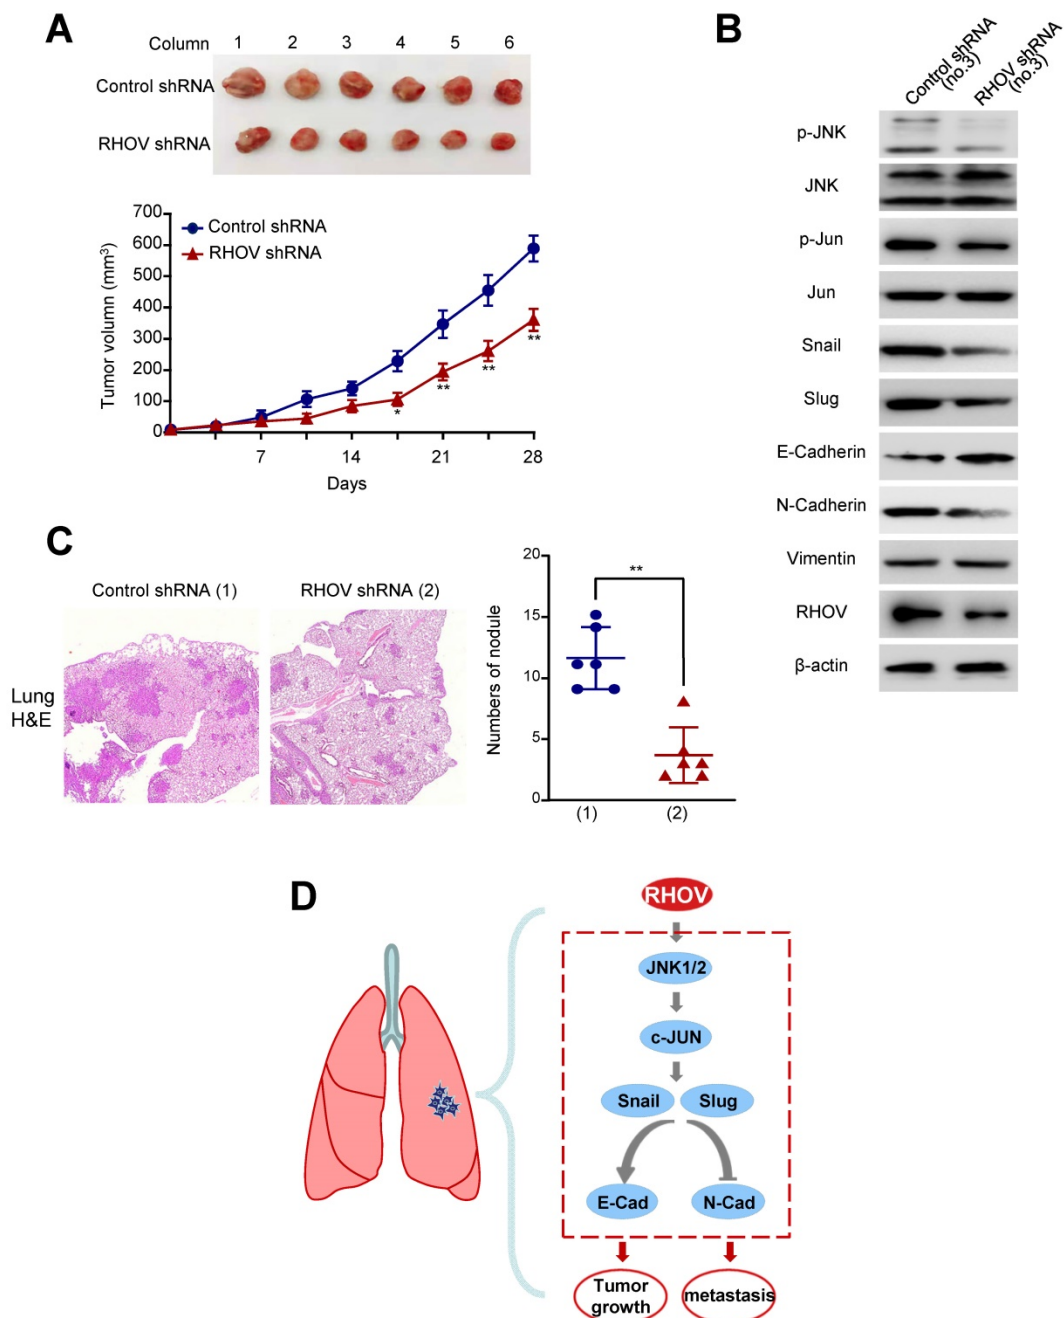 A
Column 1 2 3 4 5 6
Control shRNA
RHOV shRNA
Tumor volumn (mm³)
700
600
500
400
300
200
100
0
Control shRNA
RHOV shRNA
*
**
**
**
7 14 21 28
Days
B
Control shRNA
(no.3)
RHOV shRNA
(no.3)
p-JNK
JNK
p-Jun
Jun
Snail
Slug
E-Cadherin
N-Cadherin
Vimentin
RHOV
β-actin
C
Control shRNA (1)
RHOV shRNA (2)
Lung
H&E
Numbers of nodule
20
15
10
5
0
**
(1)
(2)
D
RHOV
JNK1/2
c-JUN
Snail
Slug
E-Cad
N-Cad
Tumor
growth
metastasis